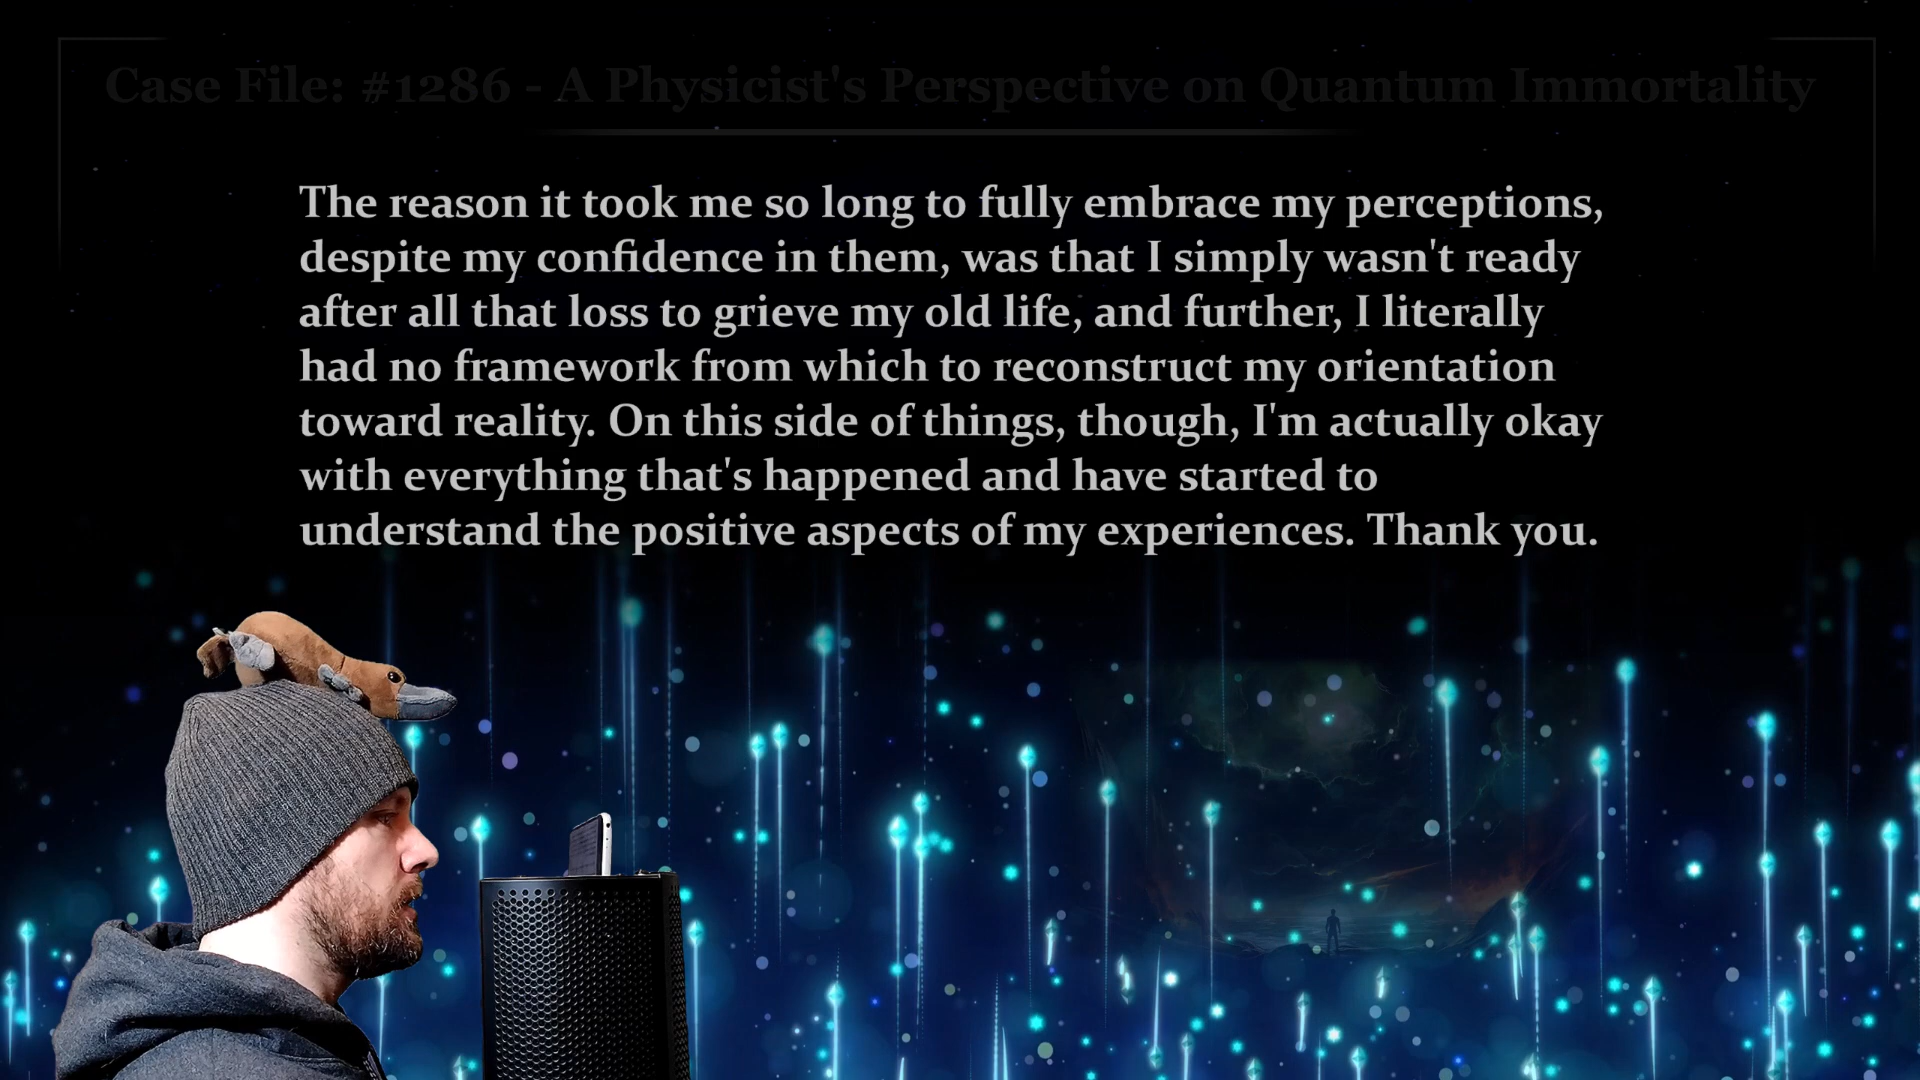 Case File: #1286 - A Physicist's Perspective on Quantum Immortality
The reason it took me so long to fully embrace my perceptions,
despite my confidence in them, was that I simply wasn't ready
after all that loss to grieve my old life, and further, I literally
had no framework from which to reconstruct my orientation
toward reality. On this side of things, though, I'm actually okay
with everything that's happened and have started to
understand the positive aspects of my experiences. Thank you.